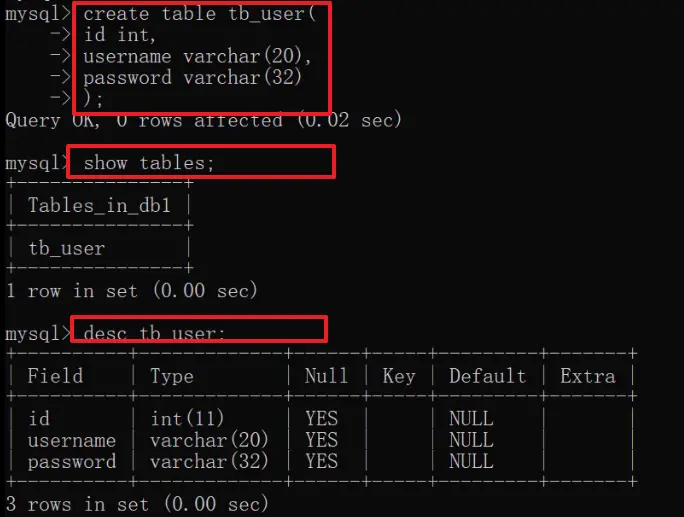 mysql> create table tb_user(
    -> id int,
    -> username varchar(20),
    -> password varchar(32)
    -> );
Query OK, 0 rows affected (0.02 sec)
mysql> show tables;
+---------------+
| Tables_in_db1 |
+---------------+
| tb_user       |
+---------------+
1 row in set (0.00 sec)
mysql> desc tb_user;
+----------+-------------+------+-----+---------+-------+
| Field    | Type        | Null | Key | Default | Extra |
+----------+-------------+------+-----+---------+-------+
| id       | int(11)     | YES  |     | NULL    |       |
| username | varchar(20) | YES  |     | NULL    |       |
| password | varchar(32) | YES  |     | NULL    |       |
+----------+-------------+------+-----+---------+-------+
3 rows in set (0.00 sec)